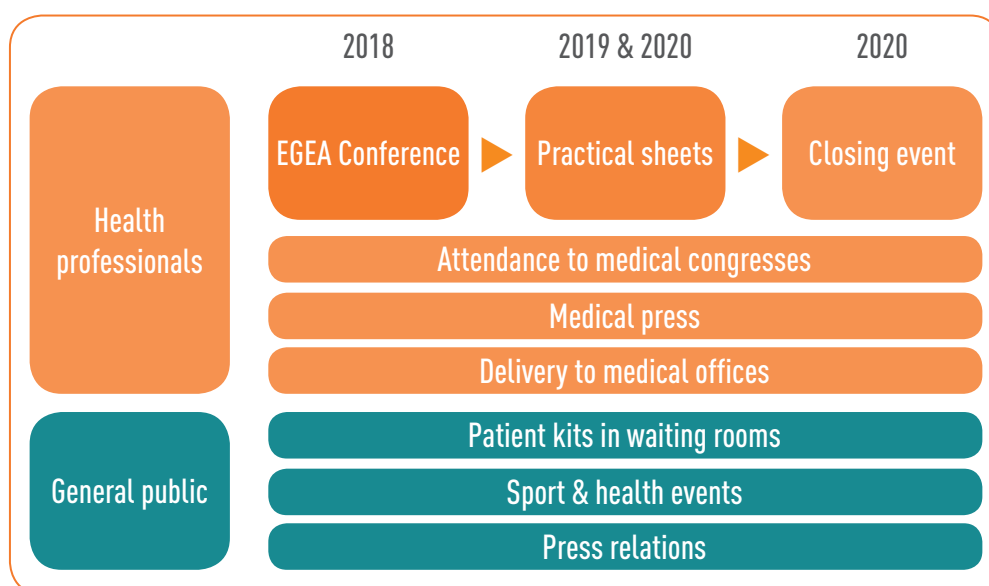 2018
2019 & 2020
2020
Health
professionals
EGEA Conference
Practical sheets
Closing event
Attendance to medical congresses
Medical press
Delivery to medical offices
General public
Patient kits in waiting rooms
Sport & health events
Press relations